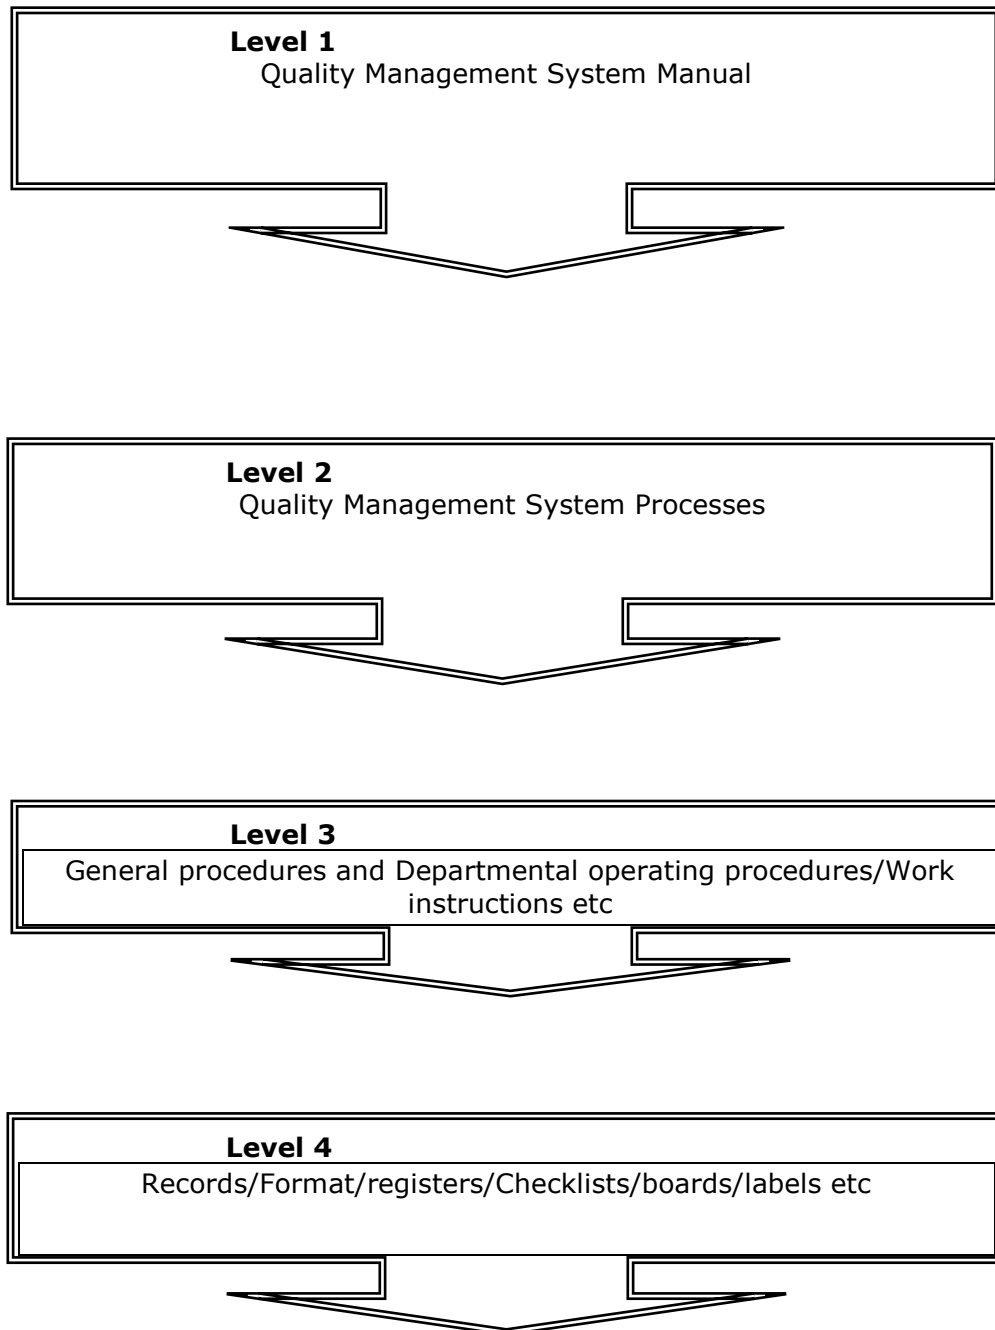 Level 1
Quality Management System Manual
Level 2
Quality Management System Processes
Level 3
General procedures and Departmental operating procedures/Work
instructions etc
Level 4
Records/Format/registers/Checklists/boards/labels etc